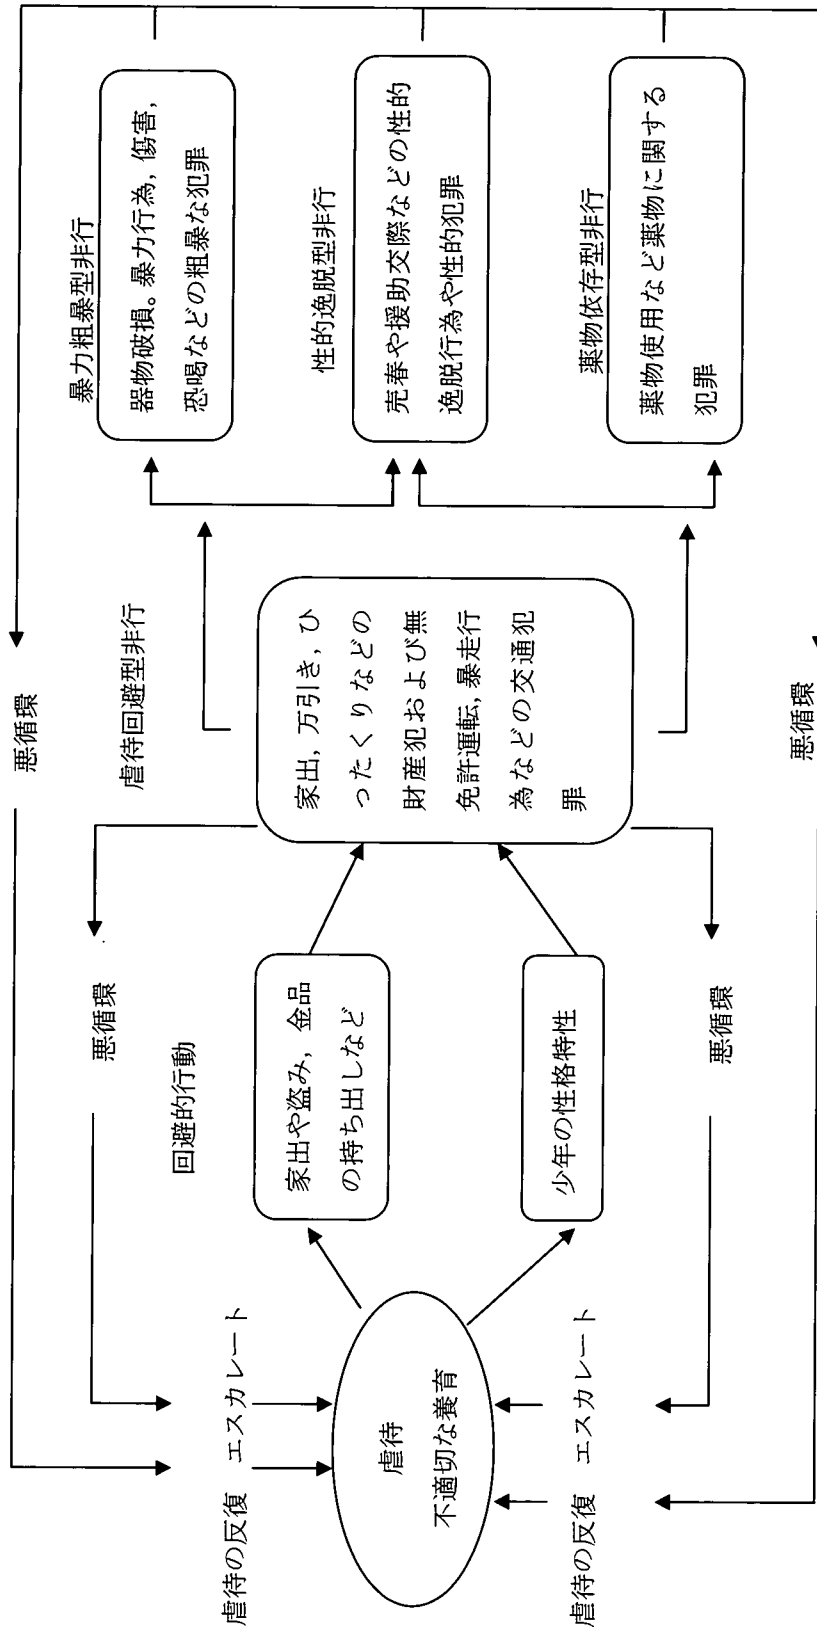 悪循環
悪循環
虐待回避型非行
暴力粗暴型非行
器物破損。暴力行為，傷害，
恐喝などの粗暴な犯罪
回避的行動
虐待の反復
エスカレート
家出や盗み，金品
の持ち出しなど
家出，万引き，ひ
ったくりなどの
財産犯および無
免許運転，暴走行
為などの交通犯
罪
性的逸脱型非行
売春や援助交際などの性的
逸脱行為や性的犯罪
虐待
不適切な養育
少年の性格特性
薬物依存型非行
薬物使用など薬物に関する
犯罪
虐待の反復
エスカレート
悪循環
悪循環